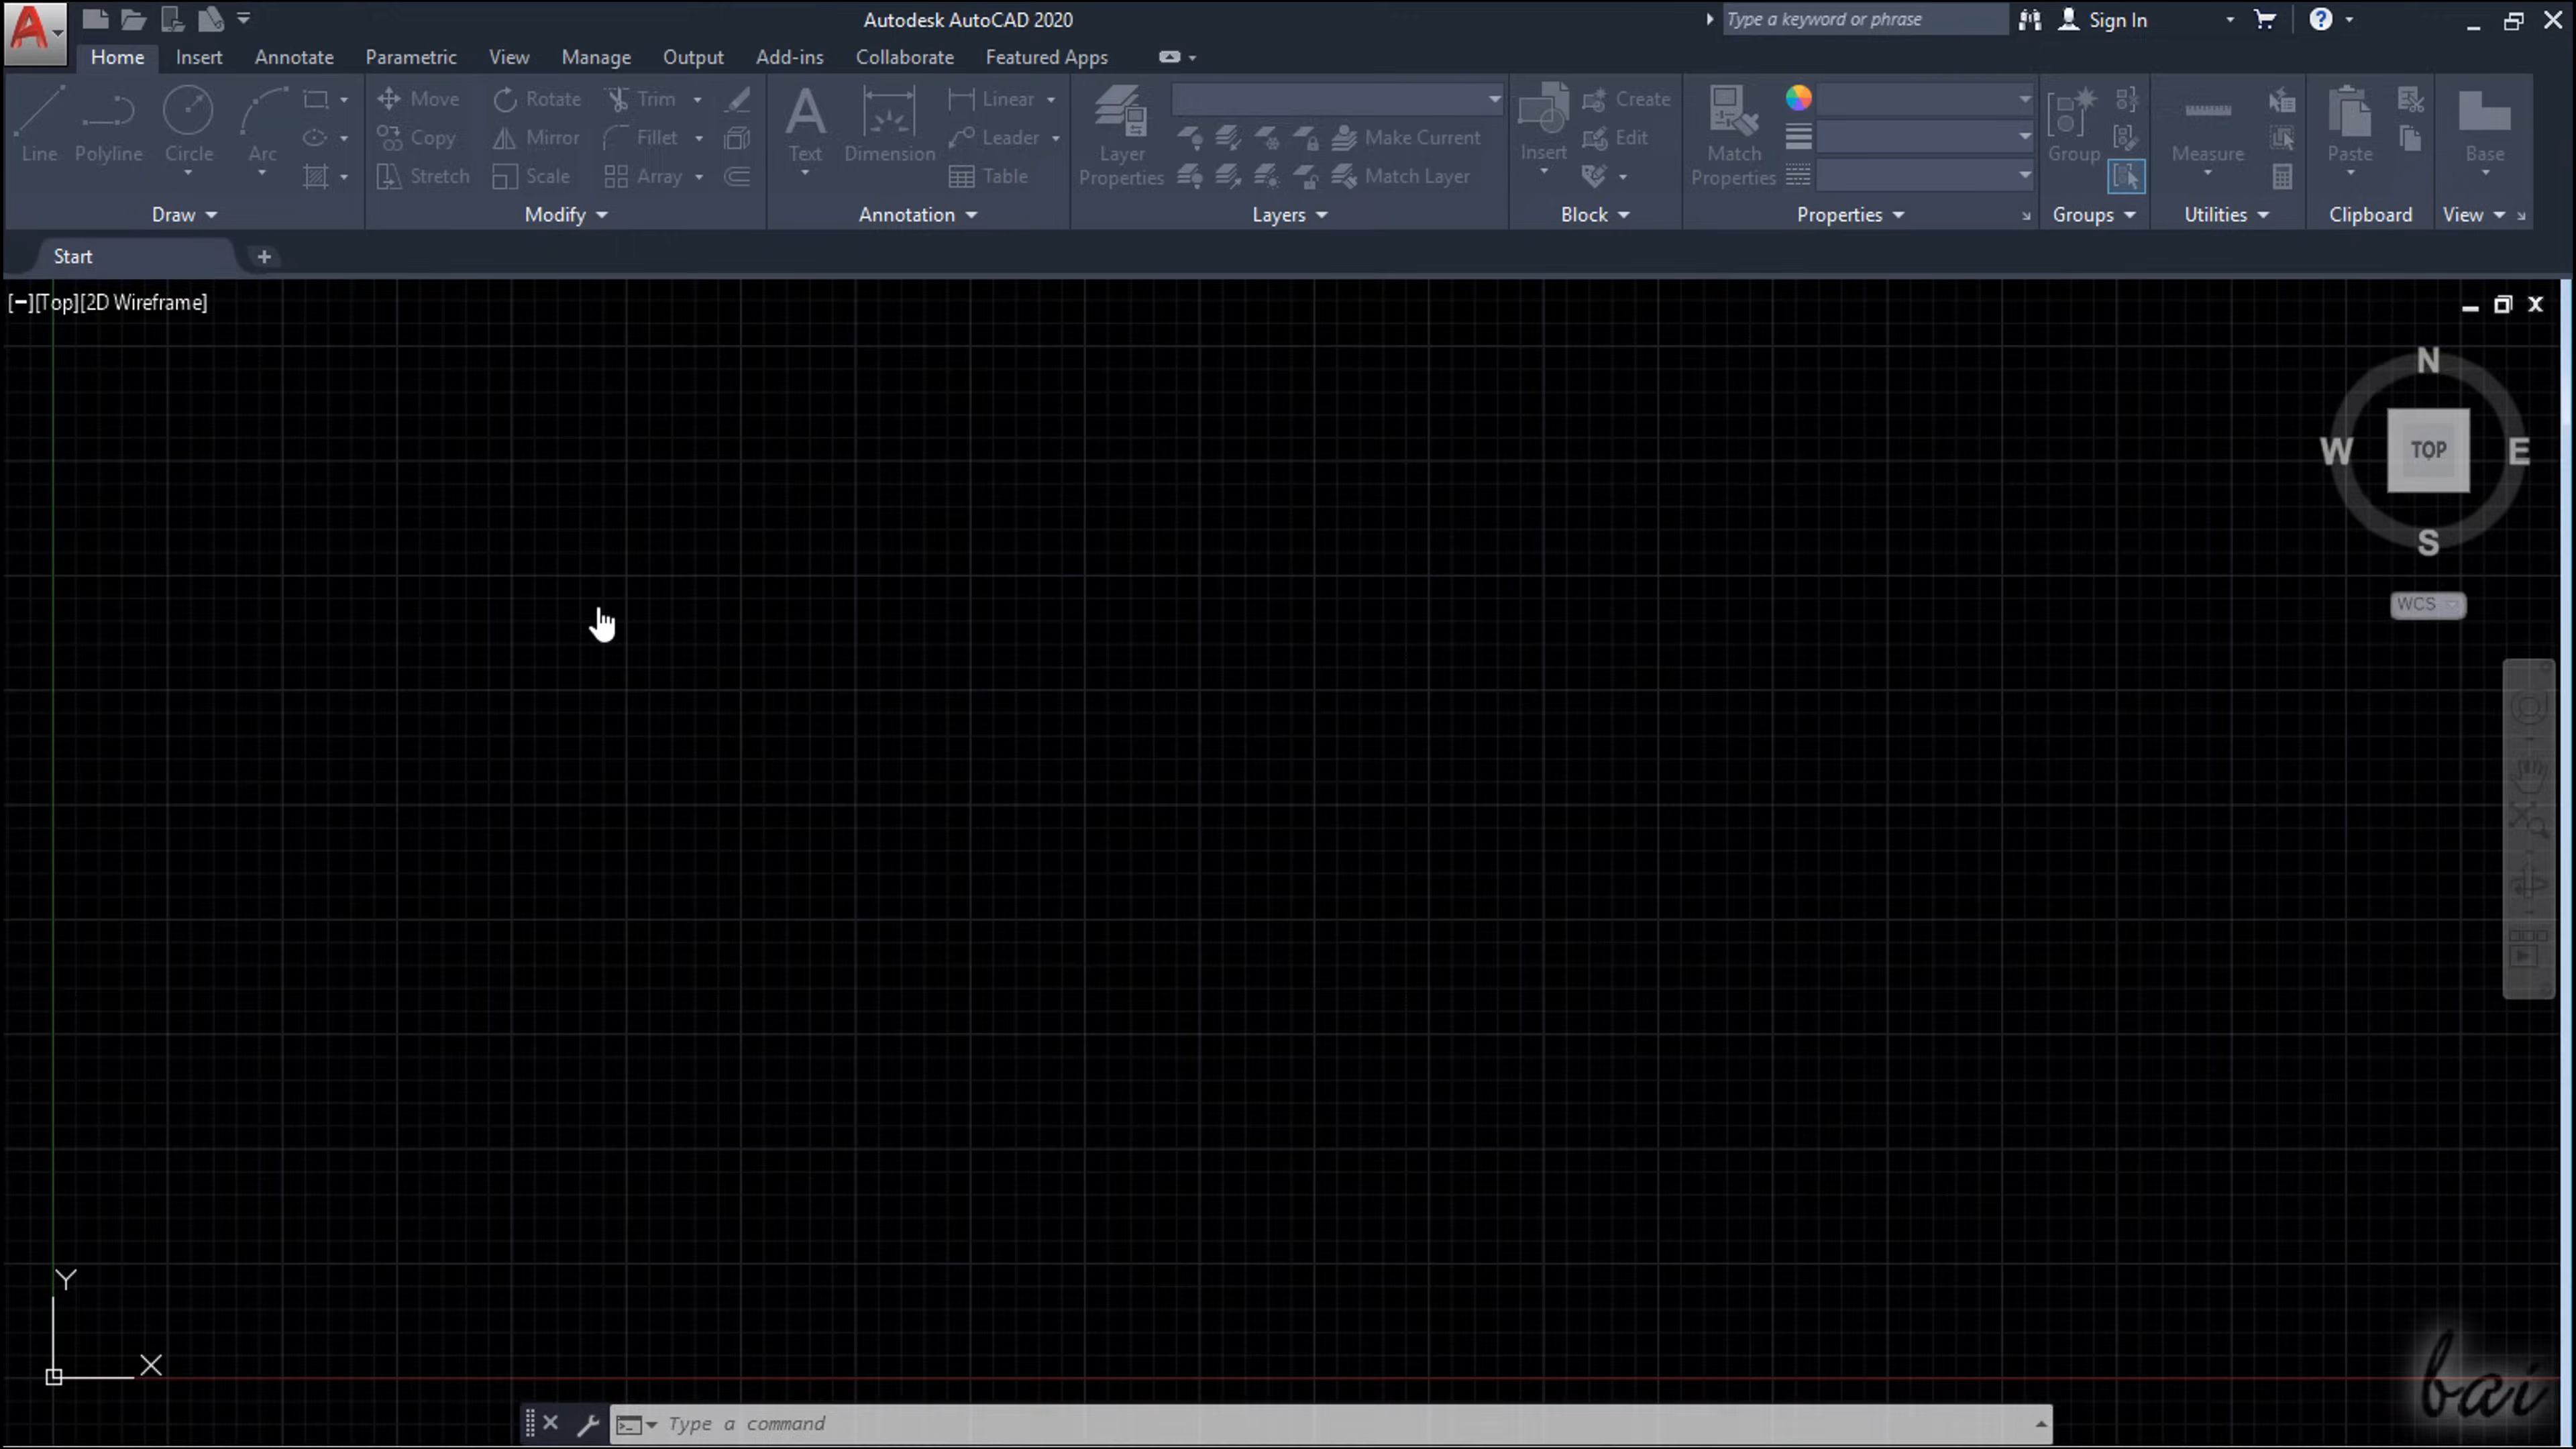 Autodesk AutoCAD 2020
Type a keyword or phrase
Sign In
Home Insert Annotate Parametric View Manage Output Add-ins Collaborate Featured Apps
Move Rotate Trim Linear Create
Copy Mirror Fillet Leader Make Current Edit
Line Polyline Circle Arc Text Dimension Layer Properties Insert Match Properties Group Measure Paste Base
Stretch Scale Array Table Match Layer
Draw Modify Annotation Layers Block Properties Groups Utilities Clipboard View
Start
[−][Top][2D Wireframe]
N
W TOP E
S
WCS
Y
X
Type a command
bai